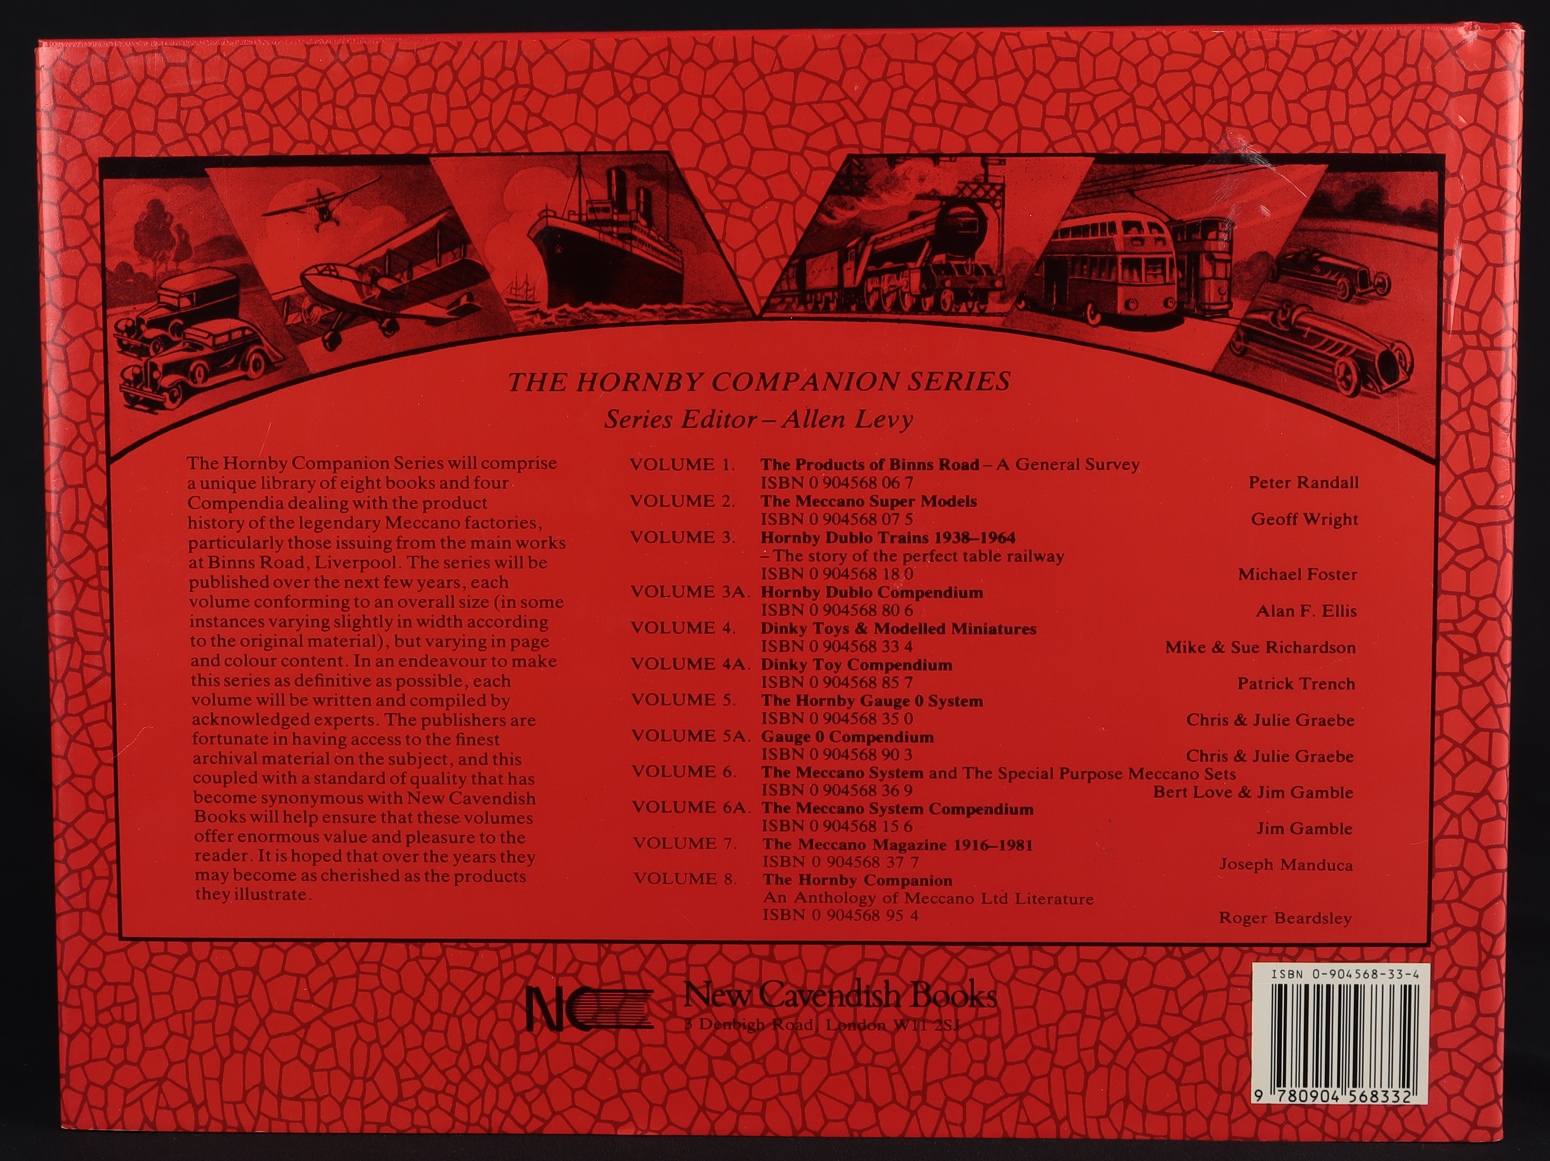 THE HORNBY COMPANION SERIES
Series Editor – Allen Levy
The Hornby Companion Series will comprise
a unique library of eight books and four
Compendia dealing with the product
history of the legendary Meccano factories,
particularly those issuing from the main works
at Binns Road, Liverpool. The series will be
published over the next few years, each
volume conforming to an overall size (in some
instances varying slightly in width according
to the original material), but varying in page
and colour content. In an endeavour to make
this series as definitive as possible, each
volume will be written and compiled by
acknowledged experts. The publishers are
fortunate in having access to the finest
archival material on the subject, and this
coupled with a standard of quality that has
become synonymous with New Cavendish
Books will help ensure that these volumes
offer enormous value and pleasure to the
reader. It is hoped that over the years they
may become as cherished as the products
they illustrate.
VOLUME 1. The Products of Binns Road – A General Survey
ISBN 0 904568 06 7 Peter Randall
VOLUME 2. The Meccano Super Models
ISBN 0 904568 07 5 Geoff Wright
VOLUME 3. Hornby Dublo Trains 1938–1964
– The story of the perfect table railway
ISBN 0 904568 18 0 Michael Foster
VOLUME 3A. Hornby Dublo Compendium
ISBN 0 904568 80 6 Alan F. Ellis
VOLUME 4. Dinky Toys & Modelled Miniatures
ISBN 0 904568 33 4 Mike & Sue Richardson
VOLUME 4A. Dinky Toy Compendium
ISBN 0 904568 85 7 Patrick Trench
VOLUME 5. The Hornby Gauge 0 System
ISBN 0 904568 35 0 Chris & Julie Graebe
VOLUME 5A. Gauge 0 Compendium
ISBN 0 904568 90 3 Chris & Julie Graebe
VOLUME 6. The Meccano System and The Special Purpose Meccano Sets
ISBN 0 904568 36 9 Bert Love & Jim Gamble
VOLUME 6A. The Meccano System Compendium
ISBN 0 904568 15 6 Jim Gamble
VOLUME 7. The Meccano Magazine 1916–1981
ISBN 0 904568 37 7 Joseph Manduca
VOLUME 8. The Hornby Companion
An Anthology of Meccano Ltd Literature
ISBN 0 904568 95 4 Roger Beardsley
NC
New Cavendish Books
3 Denbigh Road, London W11 2SJ
ISBN 0-904568-33-4
9 780904 568332